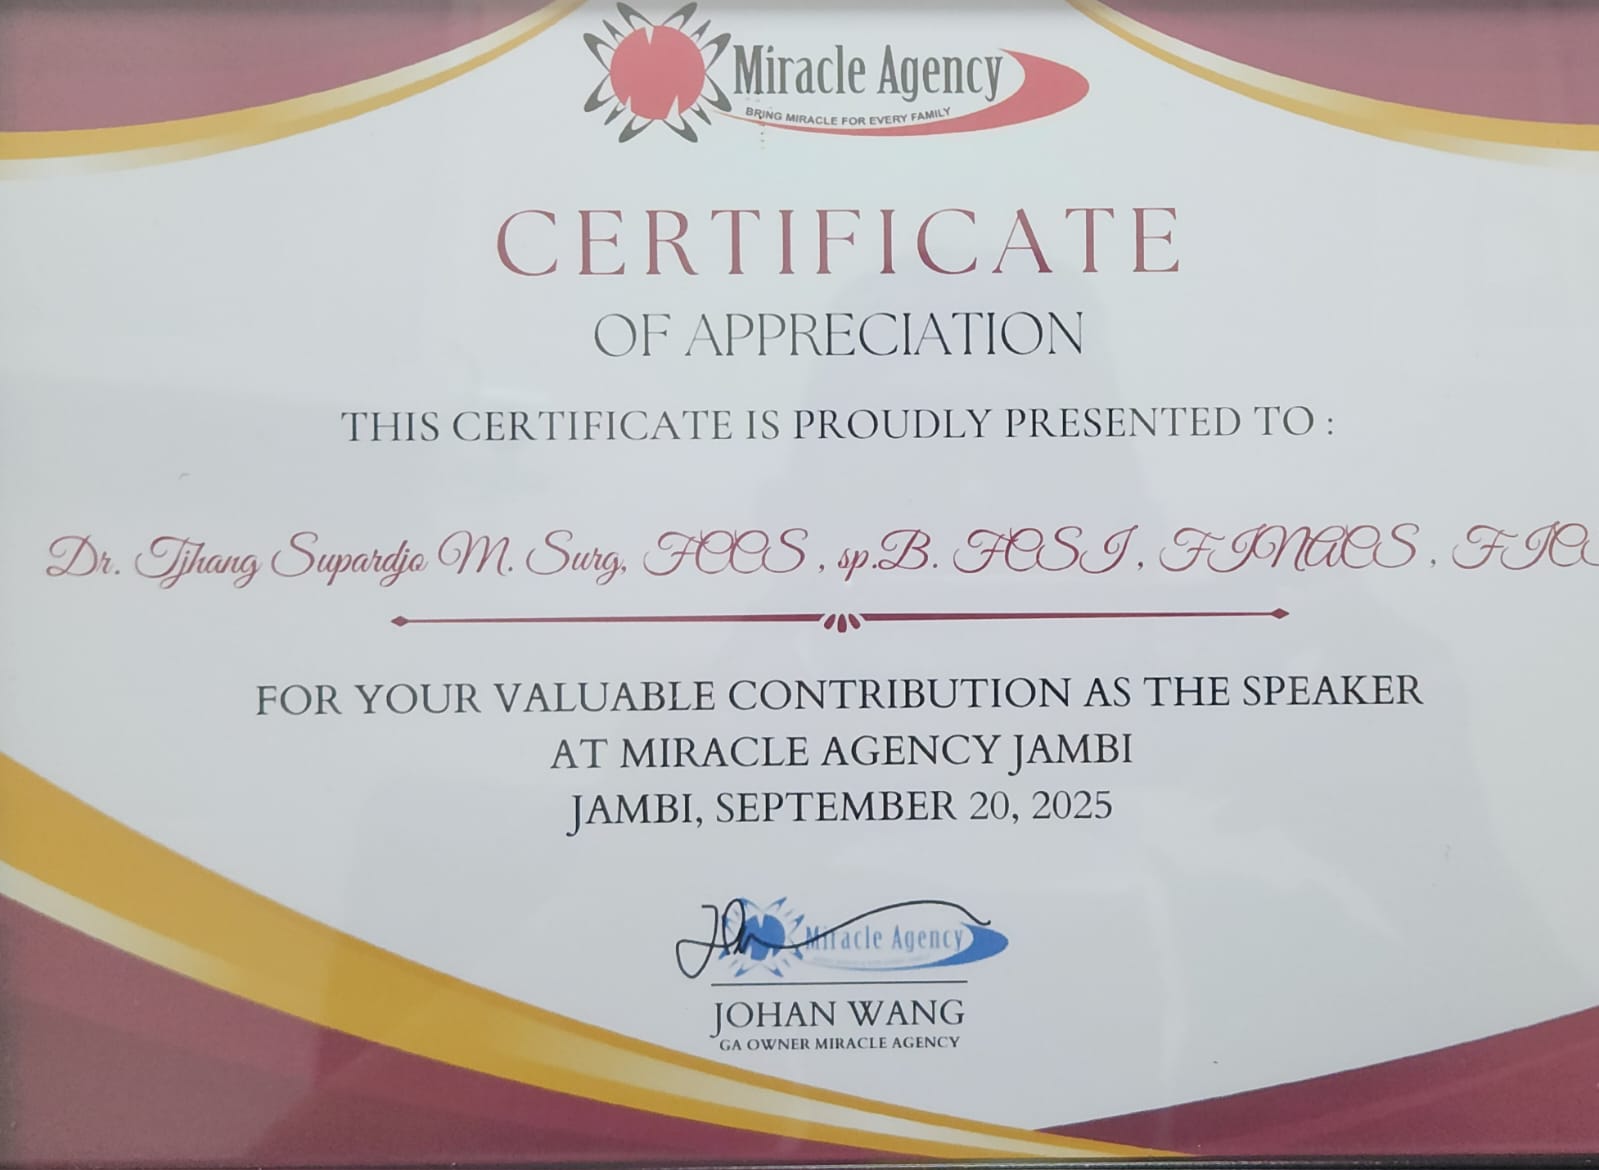 Miracle Agency
BRING MIRACLE FOR EVERY FAMILY
CERTIFICATE
OF APPRECIATION
THIS CERTIFICATE IS PROUDLY PRESENTED TO :
Dr. Tjhang Supardjo M. Surg, FCCS , sp.B. FCSI , FINACS ,
FOR YOUR VALUABLE CONTRIBUTION AS THE SPEAKER
AT MIRACLE AGENCY JAMBI
JAMBI, SEPTEMBER 20, 2025
Miracle Agency
JOHAN WANG
GA OWNER MIRACLE AGENCY